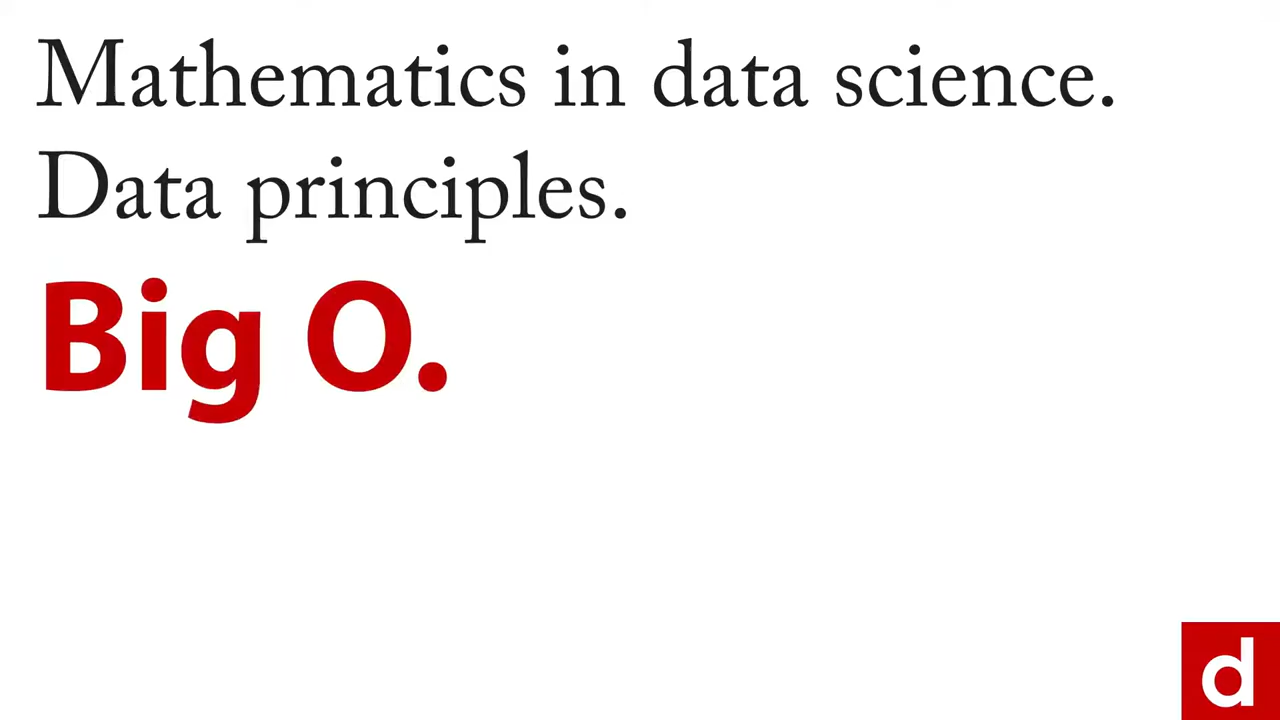 Mathematics in data science.
Data principles.
Big O.
d